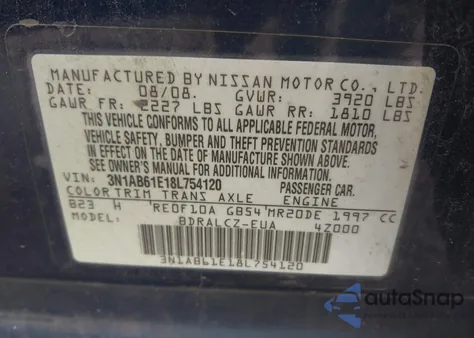 MANUFACTURED BY NISSAN MOTOR CO., LTD.
DATE: 08/08. GVWR: 3920 LBS
GAWR FR: 2227 LBS GAWR RR: 1810 LBS
THIS VEHICLE CONFORMS TO ALL APPLICABLE FEDERAL MOTOR
VEHICLE SAFETY, BUMPER AND THEFT PREVENTION STANDARDS
IN EFFECT ON THE DATE OF MANUFACTURE SHOWN ABOVE.
SEE OWNER'S MANUAL FOR ADDITIONAL INFORMATION.
VIN: 3N1AB61E18L754120 PASSENGER CAR.
COLOR TRIM TRANS AXLE ENGINE
B23 H RE0F10A GB54 MR20DE 1997 CC
MODEL: BDRALCZ-EUA 4Z000
3N1AB61E18L754120
autoSnap